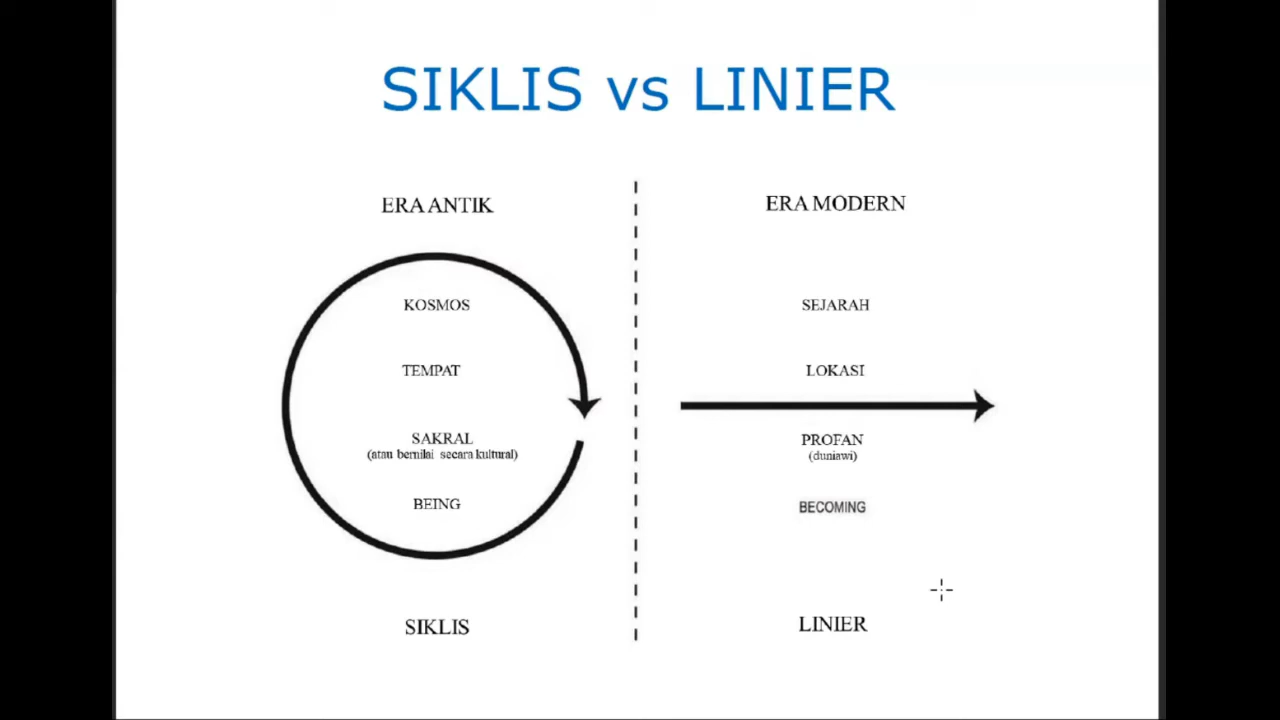 SIKLIS vs LINIER
ERA ANTIK
KOSMOS
TEMPAT
SAKRAL
(atau bernilai secara kultural)
BEING
SIKLIS
ERA MODERN
SEJARAH
LOKASI
PROFAN
(duniawi)
BECOMING
LINIER